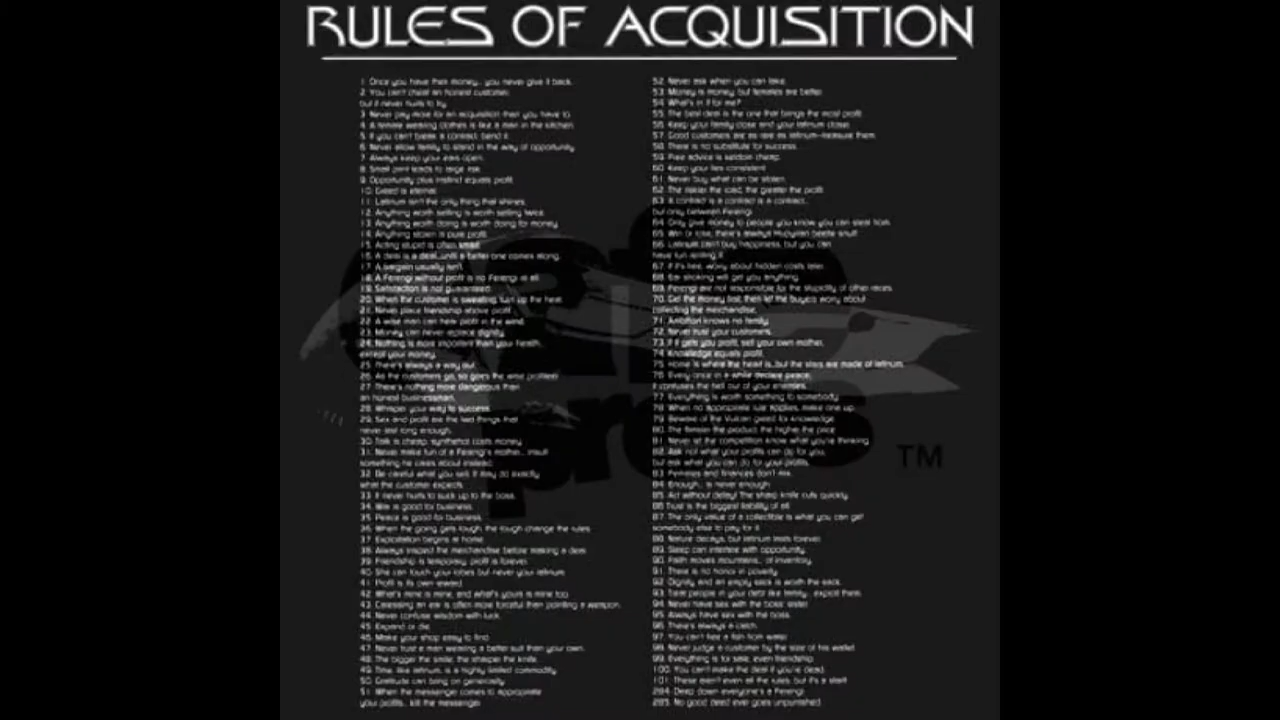 RULES OF ACQUISITION
1 Once you have their money... you never give it back.
2 You can't cheat an honest customer,
but it never hurts to try.
3 Never pay more for an acquisition than you have to.
4 A female wearing clothes is like a man in the kitchen.
5 If you can't break a contract, bend it.
6 Never allow family to stand in the way of opportunity.
7 Always keep your ears open.
8 Small print leads to large risk.
9 Opportunity plus instinct equals profit.
10. Greed is eternal.
11. Latinum isn't the only thing that shines.
12. Anything worth selling is worth selling twice.
13. Anything worth doing is worth doing for money.
14. Anything stolen is pure profit.
15. Acting stupid is often smart.
16. A deal is a deal...until a better one comes along.
17. A bargain usually isn't.
18. A Ferengi without profit is no Ferengi at all.
19. Satisfaction is not guaranteed.
20. When the customer is sweating, turn up the heat.
21. Never place friendship above profit.
22. A wise man can hear profit in the wind.
23. Money can never replace dignity.
24. Nothing is more important than your health,
except your money.
25. There's always a way out.
26. As the customers go, so goes the wise profiteer.
27. There's nothing more dangerous than
an honest businessman.
28. Whisper your way to success.
29. Sex and profit are the two things that
never last long enough.
30. Talk is cheap, synthehol costs money.
31. Never make fun of a Ferengi's mother... insult
something he cares about instead.
32. Be careful what you sell. It may do exactly
what the customer expects.
33. It never hurts to suck up to the boss.
34. War is good for business.
35. Peace is good for business.
36. When the going gets tough, the tough change the rules.
37. Exploitation begins at home.
38. Always inspect the merchandise before making a deal.
39. Friendship is temporary, profit is forever.
40. She can touch your lobes but never your latinum.
41. Profit is its own reward.
42. What's mine is mine, and what's yours is mine too.
43. Caressing an ear is often more forceful than pointing a weapon.
44. Never confuse wisdom with luck.
45. Expand or die.
46. Make your shop easy to find.
47. Never trust a man wearing a better suit than your own.
48. The bigger the smile, the sharper the knife.
49. Time, like latinum, is a highly limited commodity.
50. Gratitude can bring on generosity.
51. When the messenger comes to appropriate
your profits... kill the messenger.
52. Never ask when you can take.
53. Money is money, but females are better.
54. What's in it for me?
55. The best deal is the one that brings the most profit.
56. Keep your family close and your latinum closer.
57. Good customers are as rare as latinum—treasure them.
58. There is no substitute for success.
59. Free advice is seldom cheap.
60. Keep your lies consistent.
61. Never buy what can be stolen.
62. The riskier the road, the greater the profit.
63. A contract is a contract is a contract...
but only between Ferengi.
64. Only give money to people you know you can steal from.
65. Win or lose, there's always Hupyrian beetle snuff.
66. Latinum can't buy happiness, but you can
have fun renting it.
67. If it's free, worry about hidden costs later.
68. Ear stroking will get you anything.
69. Ferengi are not responsible for the stupidity of other races.
70. Get the money first, then let the buyers worry about
collecting the merchandise.
71. Ambition knows no family.
72. Never trust your customers.
73. If it gets you profit, sell your own mother.
74. Knowledge equals profit.
75. Home is where the heart is...but the stars are made of latinum.
76. Every once in a while declare peace,
it confuses the hell out of your enemies.
77. Everything is worth something to somebody.
78. When no appropriate rule applies, make one up.
79. Beware of the Vulcan greed for knowledge.
80. The flimsier the product, the higher the price.
81. Never let the competition know what you're thinking.
82. Ask not what your profits can do for you,
but ask what you can do for your profits.
83. Females and finances don't mix.
84. Enough... is never enough.
85. Act without delay! The sharp knife cuts quickly.
86 Trust is the biggest liability of all.
87. The only value of a collectible is what you can get
somebody else to pay for it.
88. Nature decays, but latinum lasts forever.
89. Sleep can interfere with opportunity.
90. Faith moves mountains... of inventory.
91. There is no honor in poverty.
92. Dignity and an empty sack is worth the sack.
93. Treat people in your debt like family... exploit them.
94. Never have sex with the boss' sister.
95. Always have sex with the boss.
96. There's always a catch.
97. You can't free a fish from water.
98. Never judge a customer by the size of his wallet.
99. Everything is for sale, even friendship.
100. You can't make the deal if you're dead.
101. These aren't even all the rules, but it's a start!
284. Deep down everyone's a Ferengi.
285. No good deed ever goes unpunished.
TM